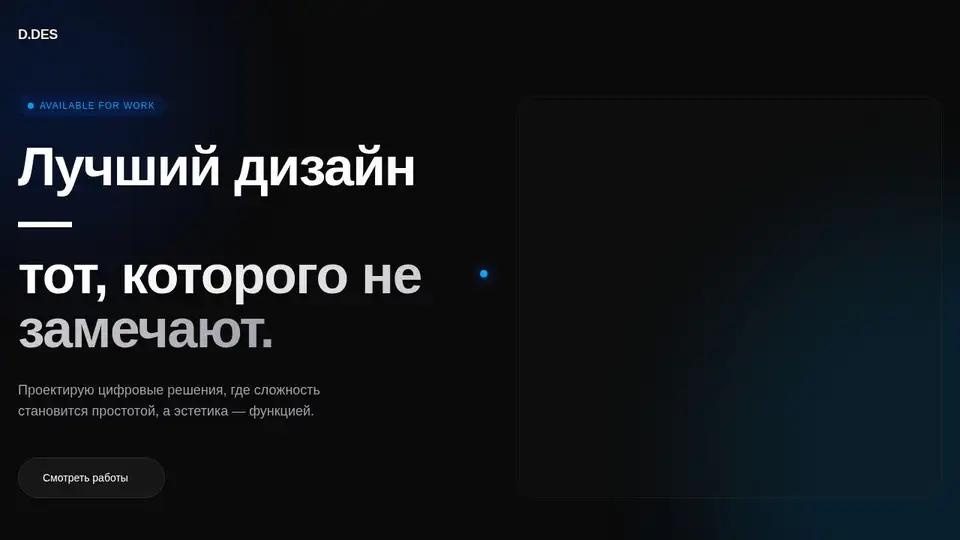 D.DES
AVAILABLE FOR WORK
Лучший дизайн
—
тот, которого не
замечают.
Проектирую цифровые решения, где сложность
становится простотой, а эстетика — функцией.
Смотреть работы